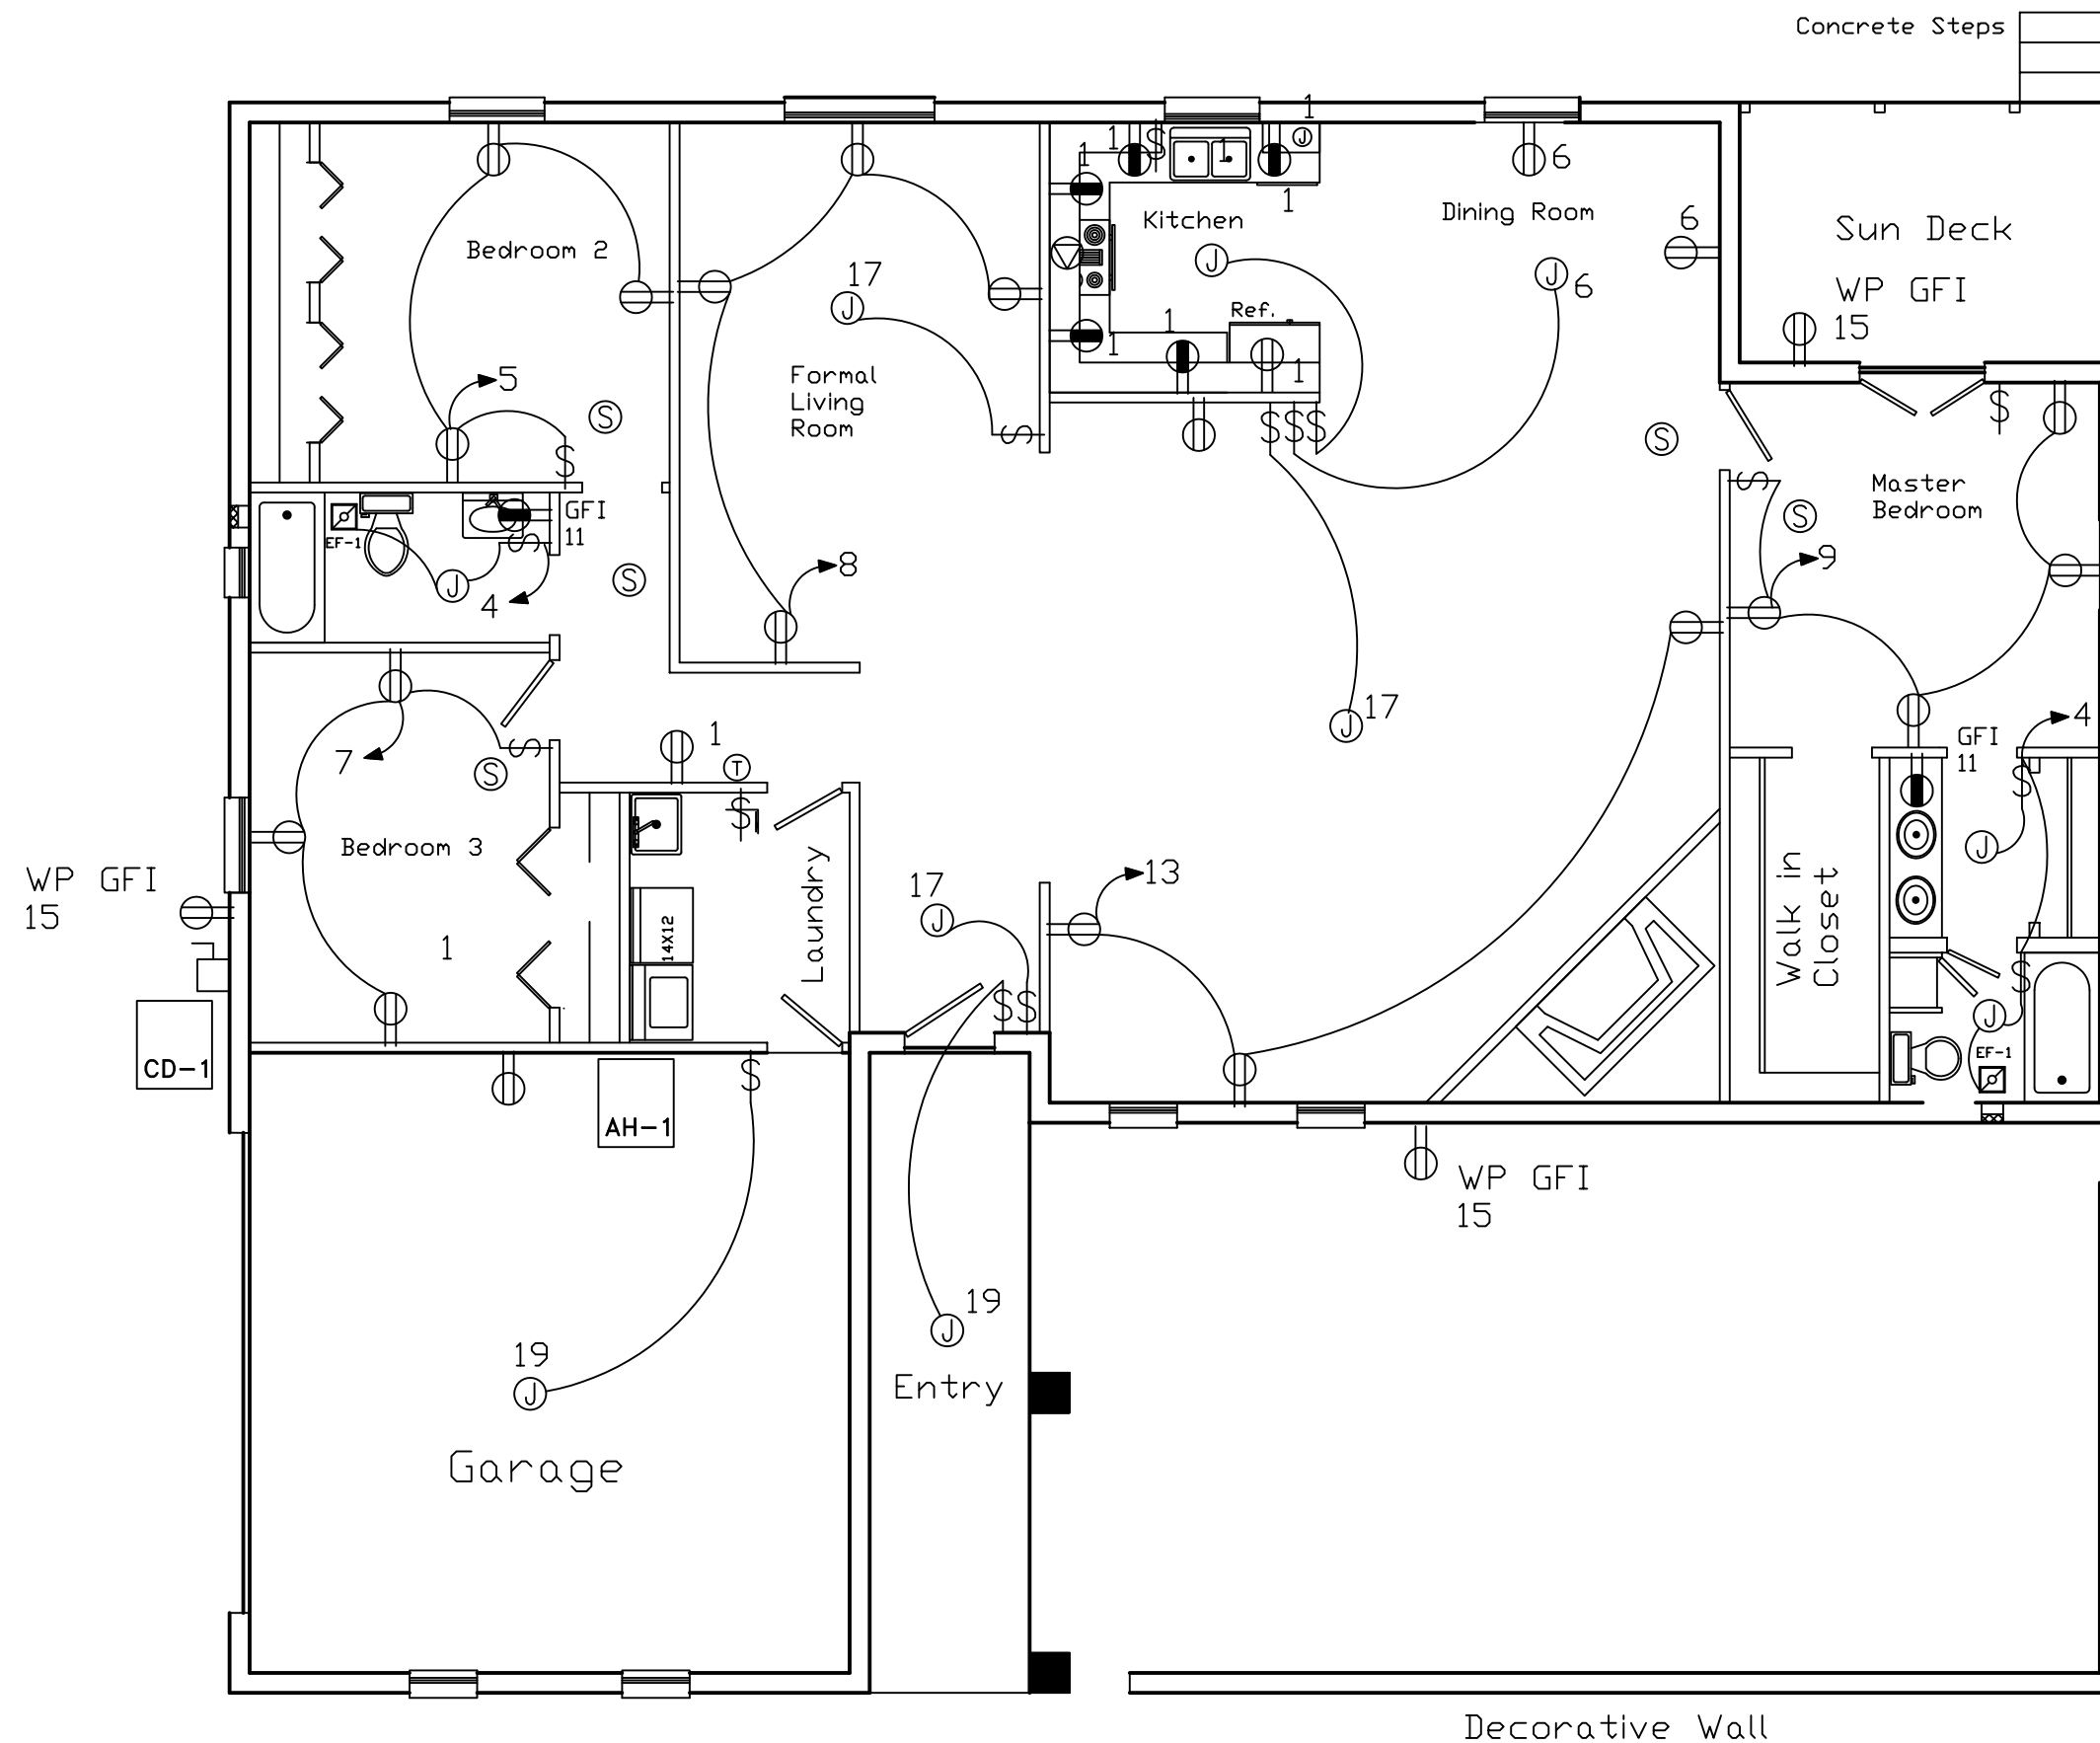 Concrete Steps
1
1
1
J
1
6
Kitchen
1
Dining Room
6
Sun Deck
Bedroom 2
J
J
6
17
J
WP GFI
15
Ref.
1
1
1
Formal
Living
Room
5
S
$
$
$
$
$
$
$
S
Master
Bedroom
$
S
GFI
11
EF-1
$
J
4
S
8
9
7
$
S
1
T
$
17
J
4
GFI
11
$
J
Bedroom 3
WP GFI
15
1
14X12
Laundry
17
J
13
$
$
Walk in
Closet
$
J
EF-1
CD-1
AH-1
$
WP GFI
15
19
J
19
J
Entry
Garage
Decorative Wall